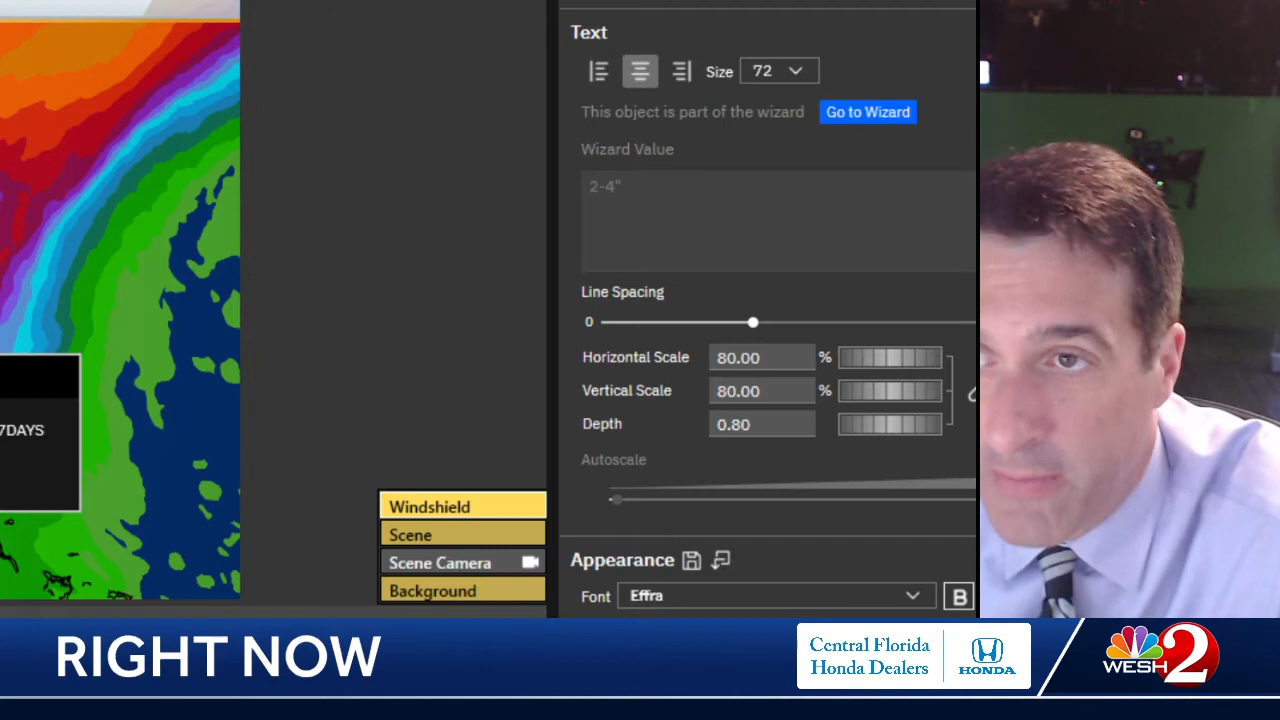 Text
Size 72
This object is part of the wizard Go to Wizard
Wizard Value
2-4"
Line Spacing
0
Horizontal Scale 80.00 %
Vertical Scale 80.00 %
Depth 0.80
Autoscale
7DAYS
Windshield
Scene
Scene Camera
Background
Appearance
Font Effra B
RIGHT NOW
Central Florida
Honda Dealers
HONDA
WESH 2